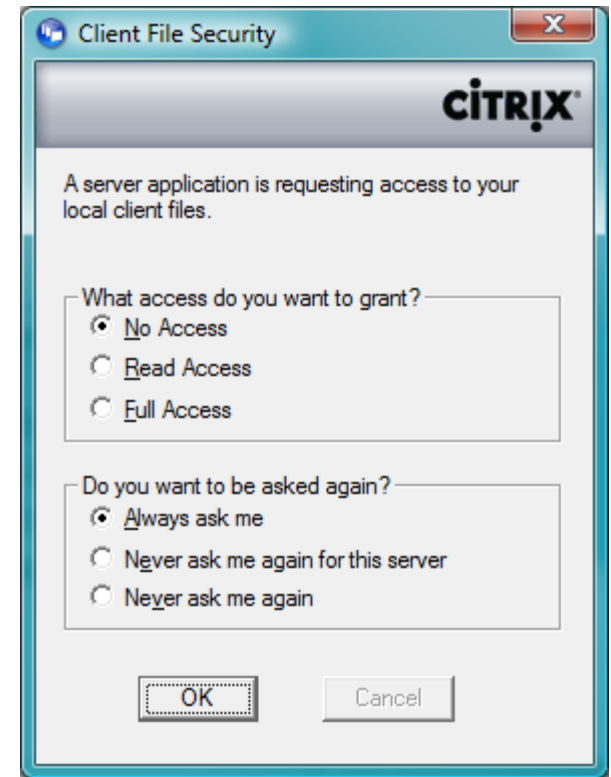 Client File Security
CiTRIX
A server application is requesting access to your
local client files.
What access do you want to grant?
No Access
Read Access
Full Access
Do you want to be asked again?
Always ask me
Never ask me again for this server
Never ask me again
OK
Cancel